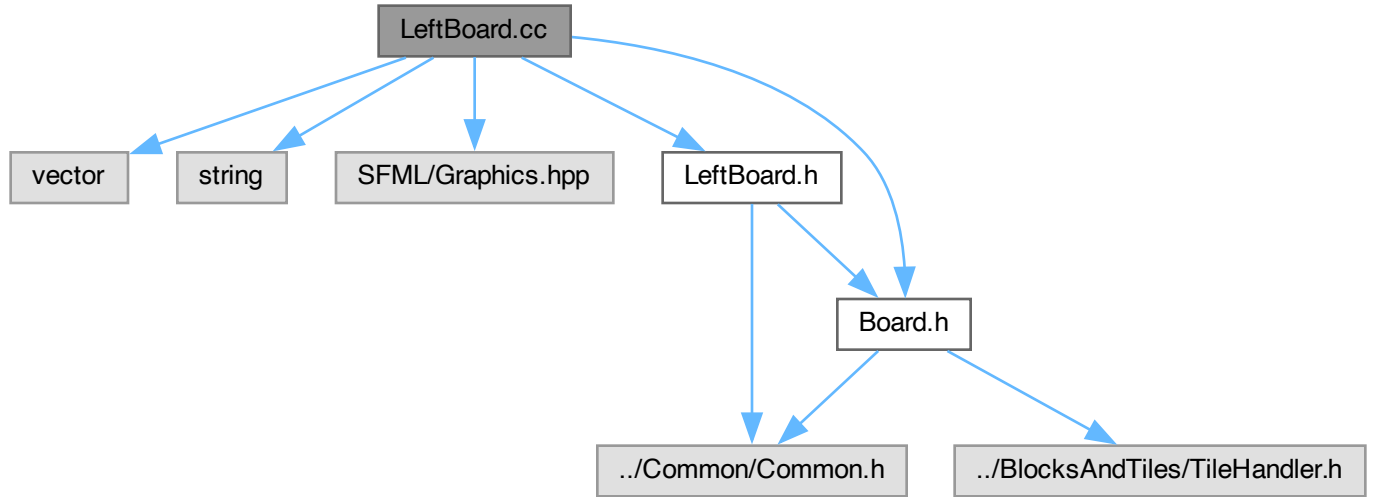 LeftBoard.cc
vector
string
SFML/Graphics.hpp
LeftBoard.h
Board.h
../Common/Common.h
../BlocksAndTiles/TileHandler.h